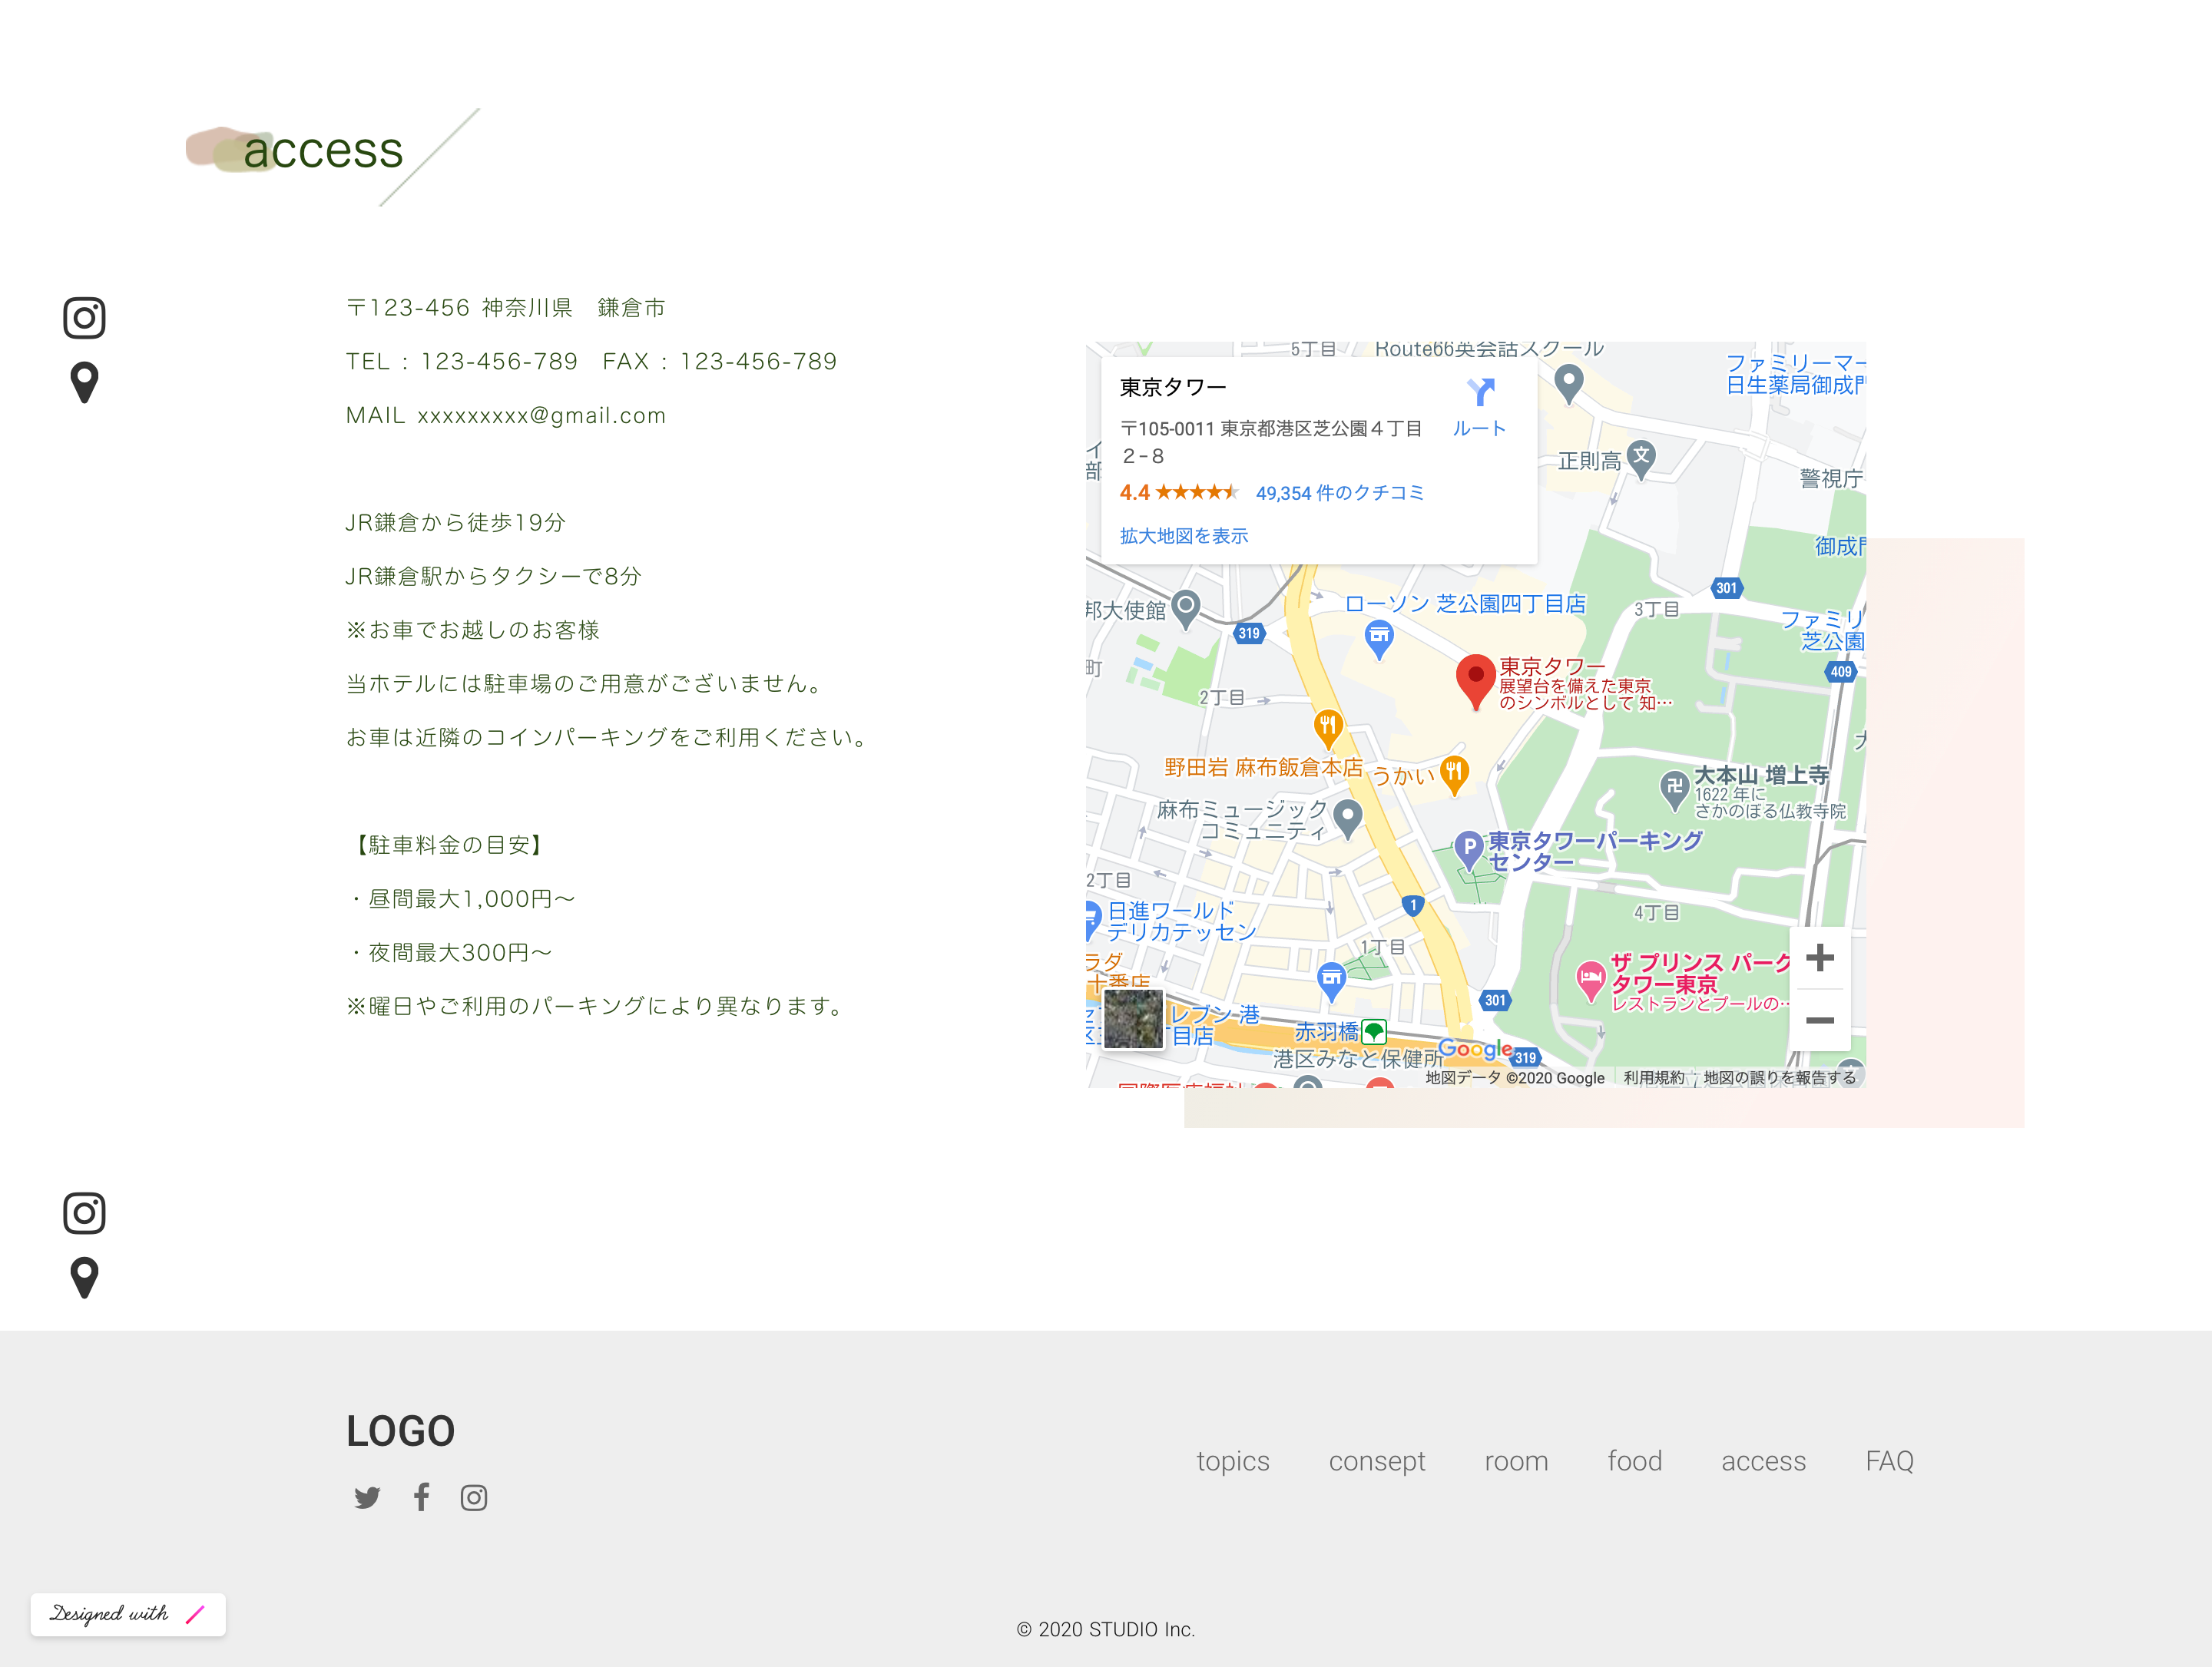 access
〒123-456 神奈川県　鎌倉市
TEL : 123-456-789　FAX : 123-456-789
MAIL xxxxxxxxx@gmail.com
JR鎌倉から徒歩19分
JR鎌倉駅からタクシーで8分
※お車でお越しのお客様
当ホテルには駐車場のご用意がございません。
お車は近隣のコインパーキングをご利用ください。
【駐車料金の目安】
・昼間最大1,000円〜
・夜間最大300円〜
※曜日やご利用のパーキングにより異なります。
5丁目
Route66英会話スクール
ファミリーマー
日生薬局御成門
東京タワー
ルート
〒105-0011 東京都港区芝公園４丁目
２−８
4.4
49,354 件のクチコミ
拡大地図を表示
正則高
文
警視庁
御成門
301
邦大使館
319
ローソン 芝公園四丁目店
3丁目
ファミリ
芝公園
409
町
2丁目
東京タワー
展望台を備えた東京
のシンボルとして 知…
野田岩 麻布飯倉本店
うかい
大本山 増上寺
1622 年に
さかのぼる仏教寺院
麻布ミュージック
コミュニティ
P
東京タワーパーキング
センター
2丁目
日進ワールド
デリカテッセン
1
4丁目
1丁目
ラダ
十番店
ザ プリンス パーク
タワー東京
レストランとプールの…
301
レブン 港
目店
赤羽橋
港区みなと保健所
Google
319
地図データ ©2020 Google
利用規約
地図の誤りを報告する
LOGO
topics
consept
room
food
access
FAQ
Designed with
© 2020 STUDIO Inc.